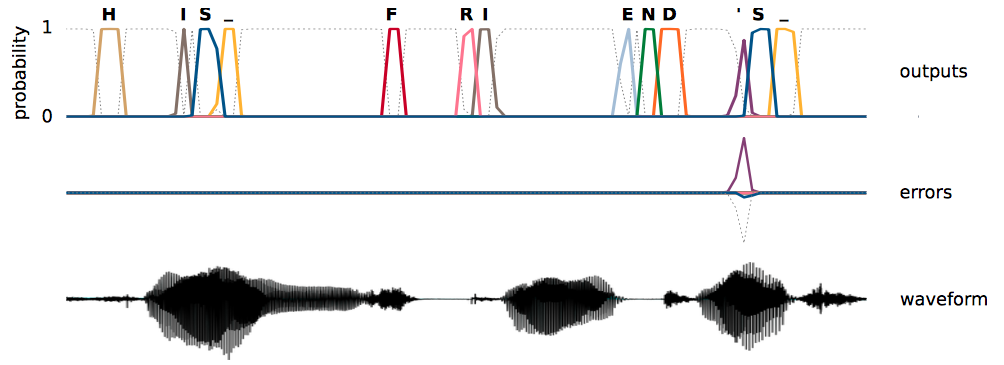 H I S _ F R I E N D ' S _
probability
1
0
outputs
errors
waveform